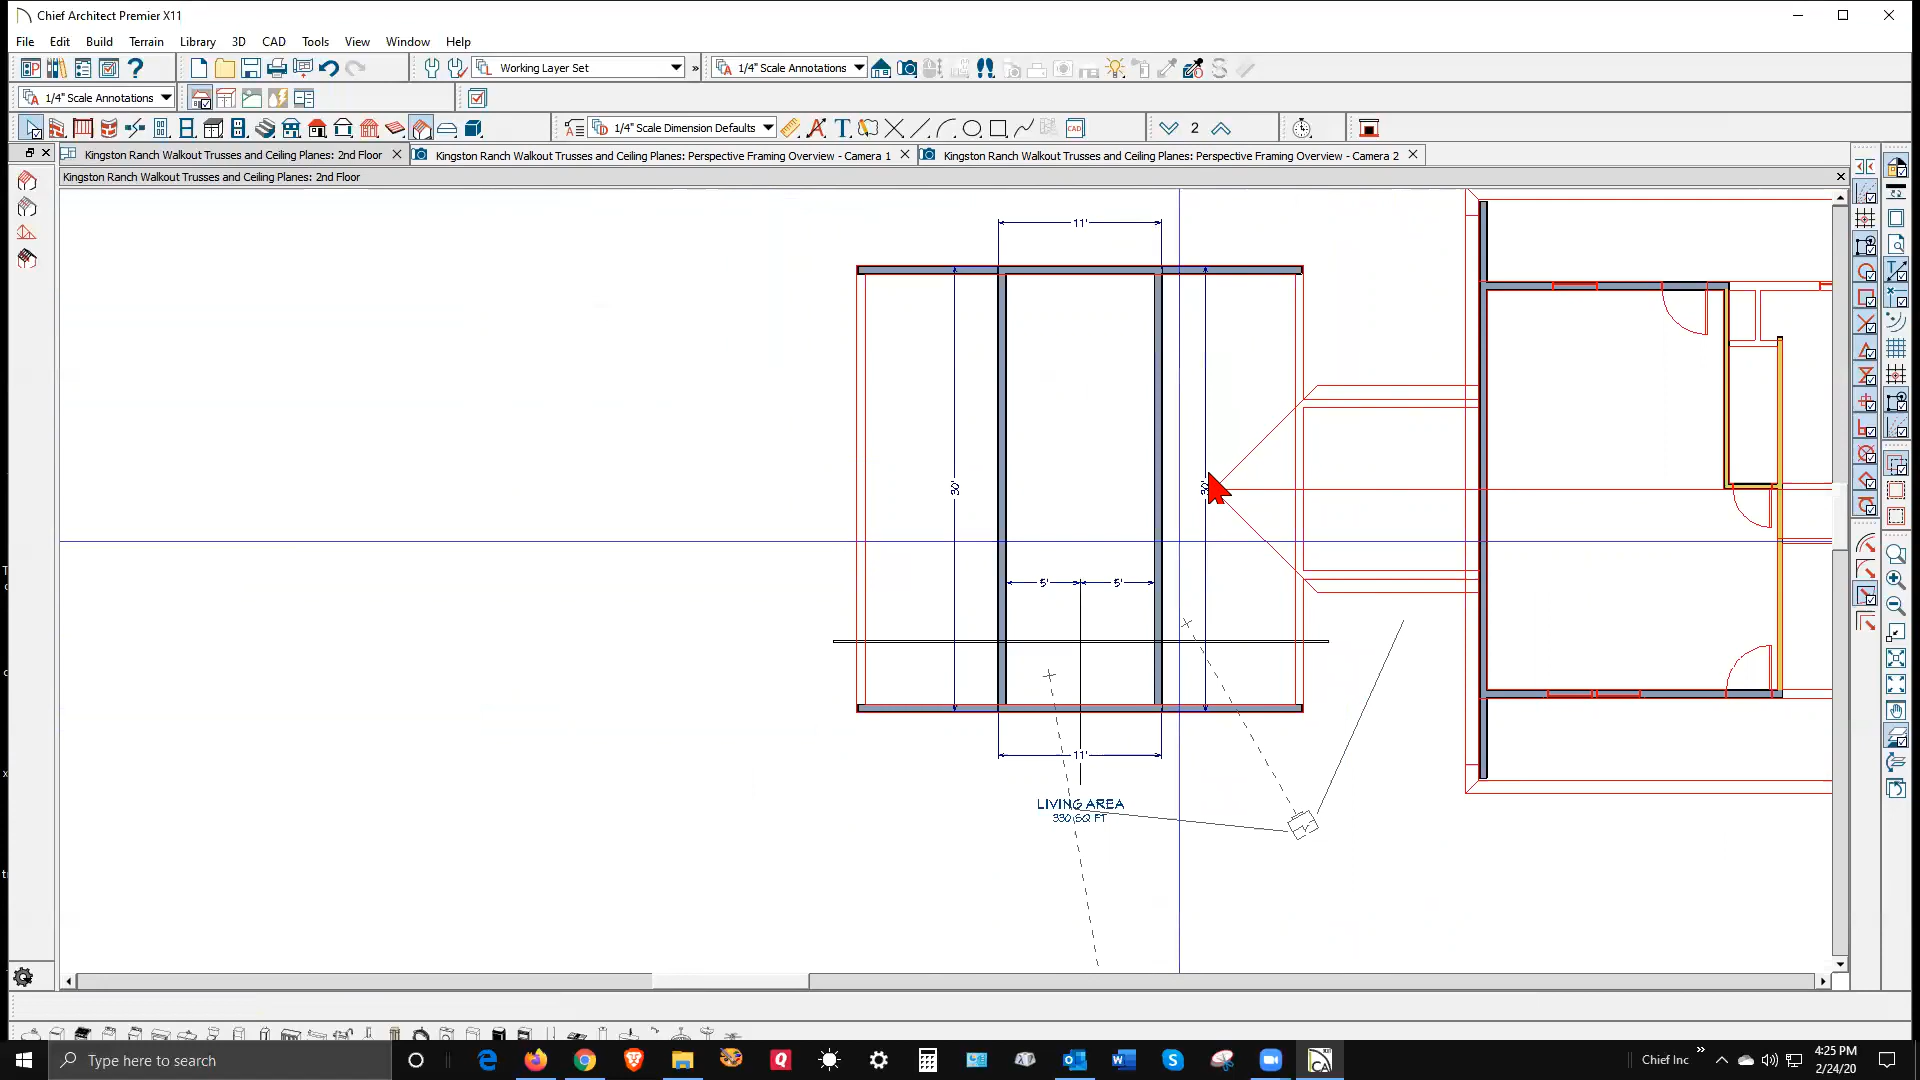 Chief Architect Premier X11
File Edit Build Terrain Library 3D CAD Tools View Window Help
Working Layer Set
»
1/4" Scale Annotations
1/4" Scale Annotations
1/4" Scale Dimension Defaults
2
Kingston Ranch Walkout Trusses and Ceiling Planes: 2nd Floor
Kingston Ranch Walkout Trusses and Ceiling Planes: Perspective Framing Overview - Camera 1
Kingston Ranch Walkout Trusses and Ceiling Planes: Perspective Framing Overview - Camera 2
Kingston Ranch Walkout Trusses and Ceiling Planes: 2nd Floor
11'
30'
30'
5' 5'
11'
LIVING AREA
330 SQ FT
Type here to search
Chief Inc
4:25 PM
2/24/20